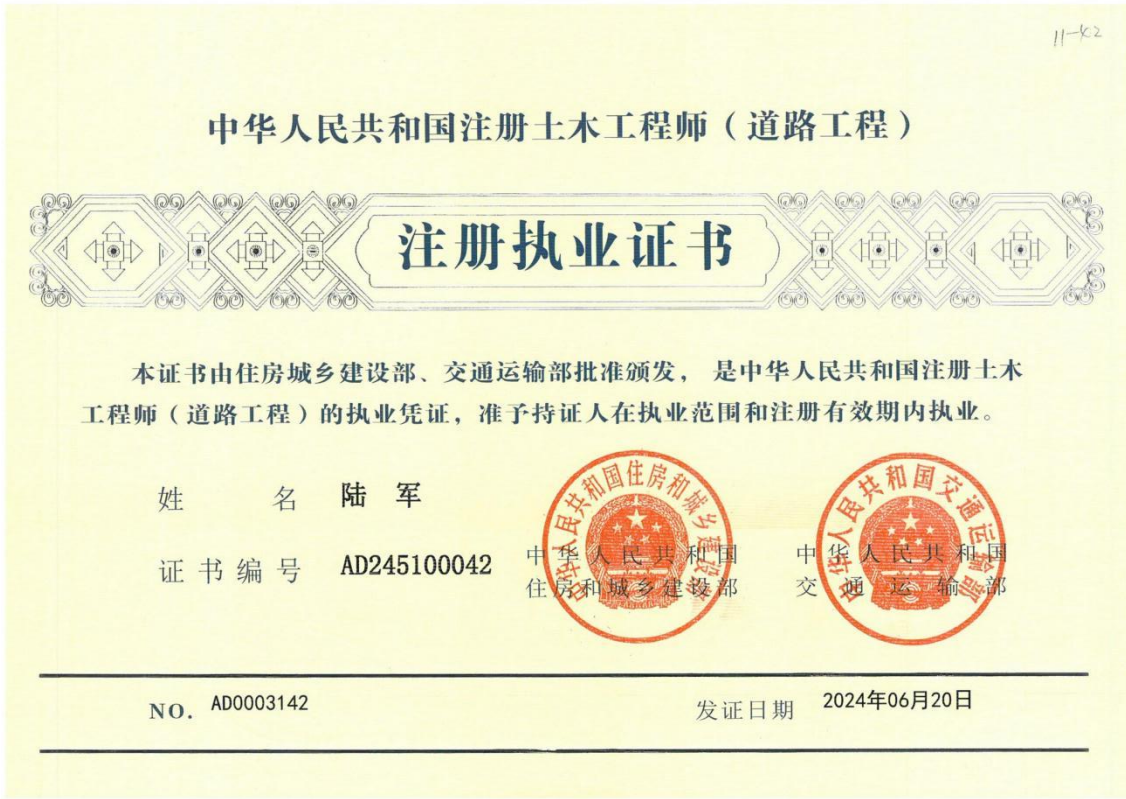 11-42
中华人民共和国注册土木工程师（道路工程）
注册执业证书
本证书由住房城乡建设部、交通运输部批准颁发， 是中华人民共和国注册土木
工程师（道路工程）的执业凭证，准予持证人在执业范围和注册有效期内执业。
姓 名 陆 军
证书编号 AD245100042
中华人民共和国住房和城乡建设部
中华人民共和国
住房和城乡建设部
中华人民共和国交通运输部
中华人民共和国
交通运输部
NO. AD0003142
发证日期 2024年06月20日